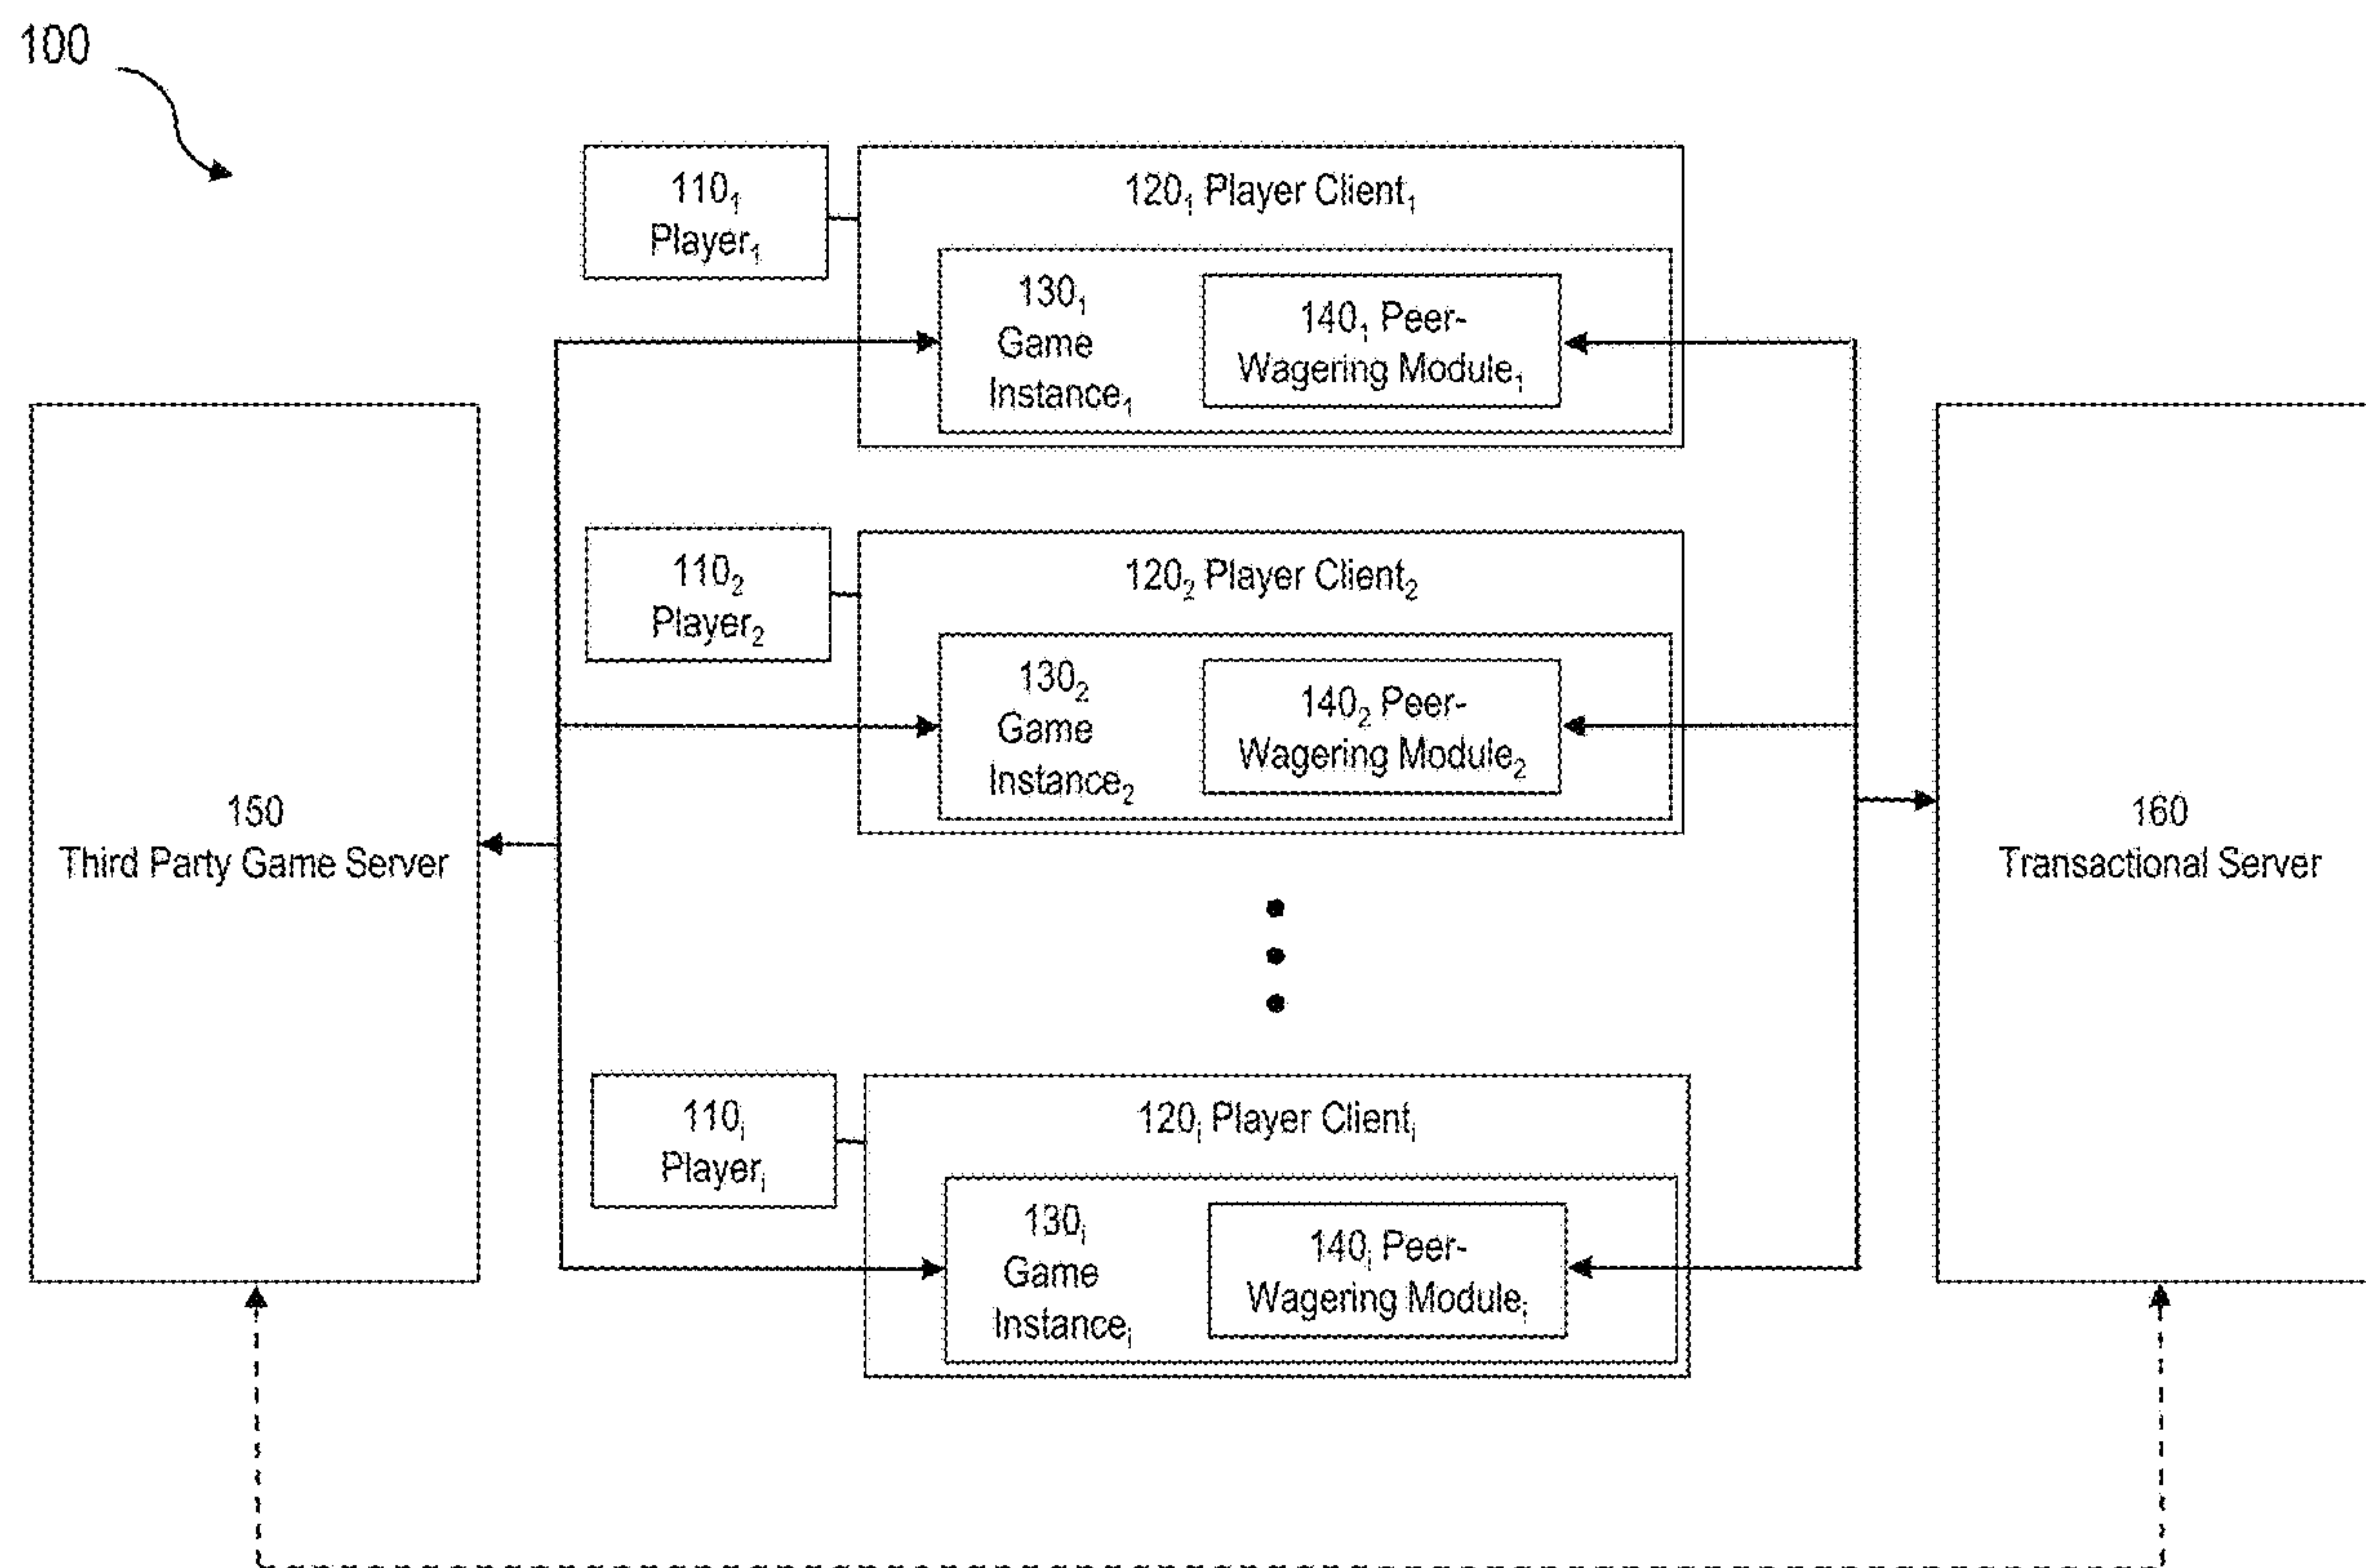 100
110₁
Player₁
120₁ Player Client₁
130₁
Game
Instance₁
140₁ Peer-
Wagering Module₁
110₂
Player₂
120₂ Player Client₂
130₂
Game
Instance₂
140₂ Peer-
Wagering Module₂
150
Third Party Game Server
160
Transactional Server
110ᵢ
Playerᵢ
120ᵢ Player Clientᵢ
130ᵢ
Game
Instanceᵢ
140ᵢ Peer-
Wagering Moduleᵢ